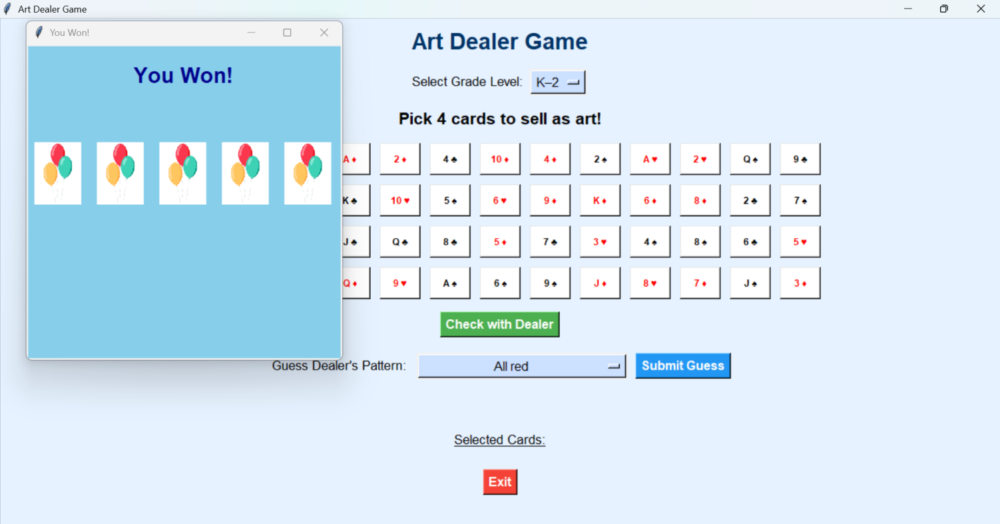 Art Dealer Game
You Won!
You Won!
Art Dealer Game
Select Grade Level: K–2
Pick 4 cards to sell as art!
A♦ 2♦ 4♣ 10♦ 4♦ 2♠ A♥ 2♥ Q♠ 9♣
K♣ 10♥ 5♠ 6♥ 9♦ K♦ 6♦ 8♦ 2♣ 7♠
J♣ Q♣ 8♣ 5♦ 7♣ 3♥ 4♠ 8♠ 6♣ 5♥
Q♦ 9♥ A♠ 6♠ 9♠ J♦ 8♥ 7♦ J♠ 3♦
Check with Dealer
Guess Dealer's Pattern: All red Submit Guess
Selected Cards:
Exit